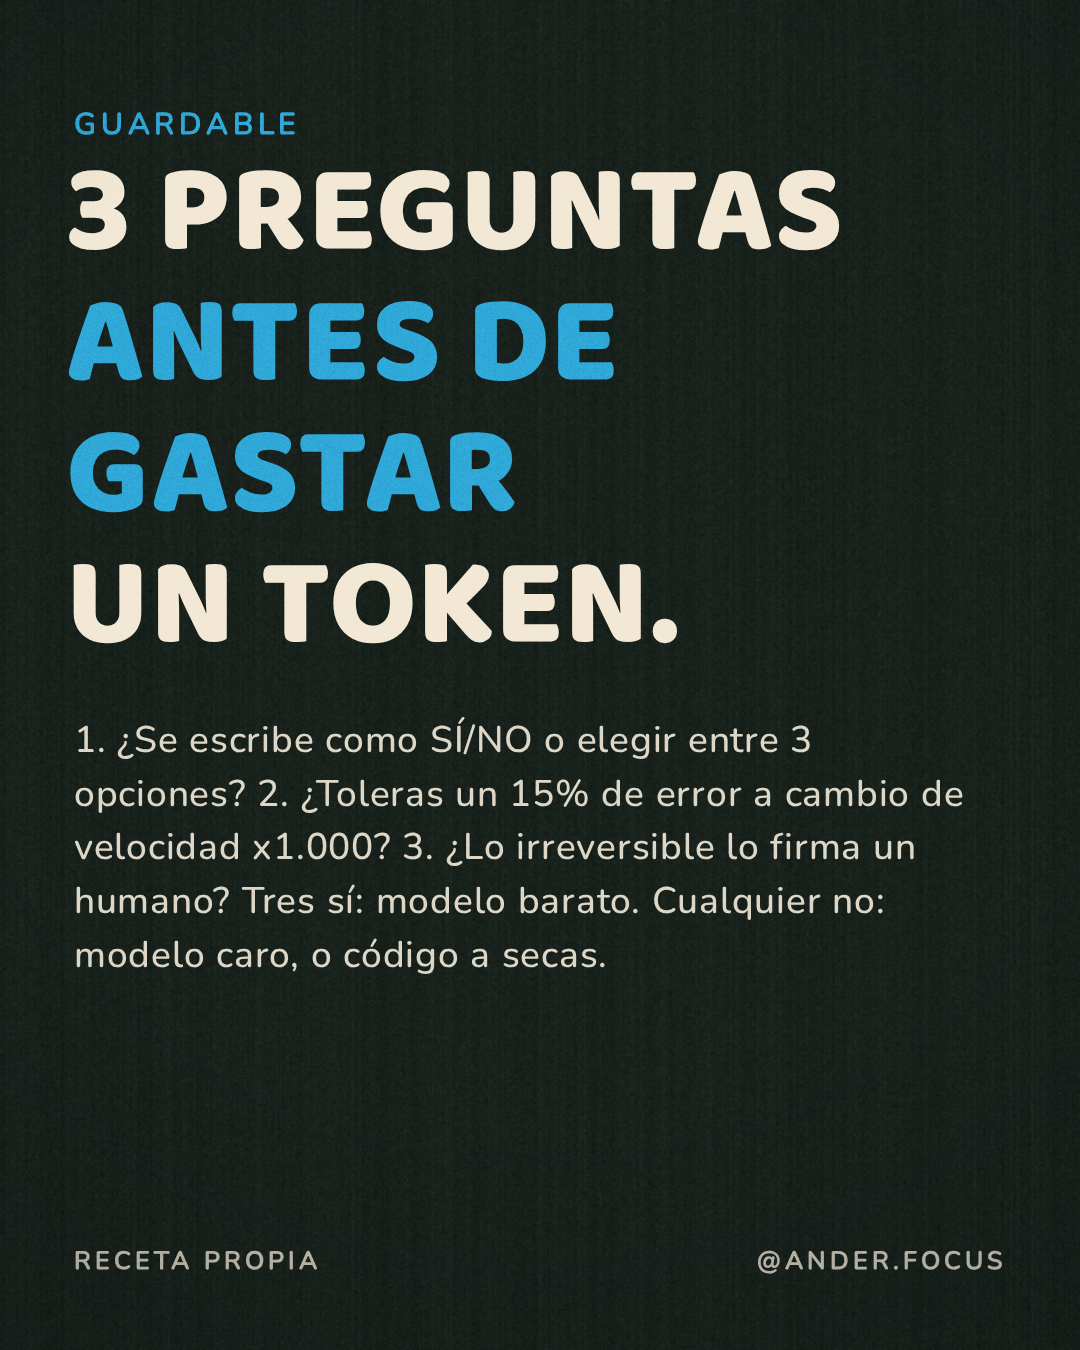 GUARDABLE
3 PREGUNTAS
ANTES DE
GASTAR
UN TOKEN.
1. ¿Se escribe como SÍ/NO o elegir entre 3
opciones? 2. ¿Toleras un 15% de error a cambio de
velocidad x1.000? 3. ¿Lo irreversible lo firma un
humano? Tres sí: modelo barato. Cualquier no:
modelo caro, o código a secas.
RECETA PROPIA
@ANDER.FOCUS